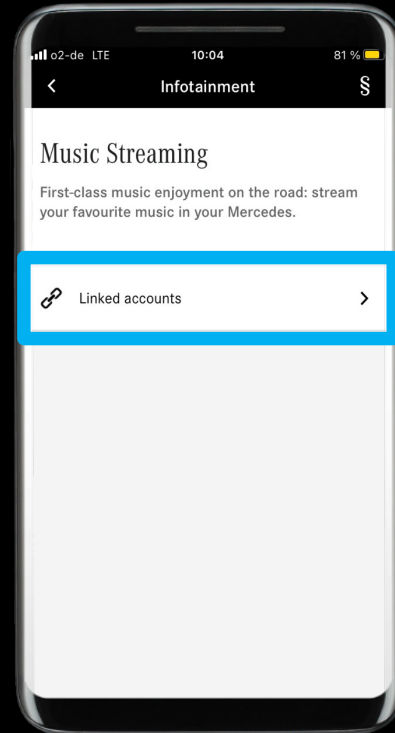 o2-de LTE 10:04 81 %
Infotainment §
Music Streaming
First-class music enjoyment on the road: stream
your favourite music in your Mercedes.
Linked accounts